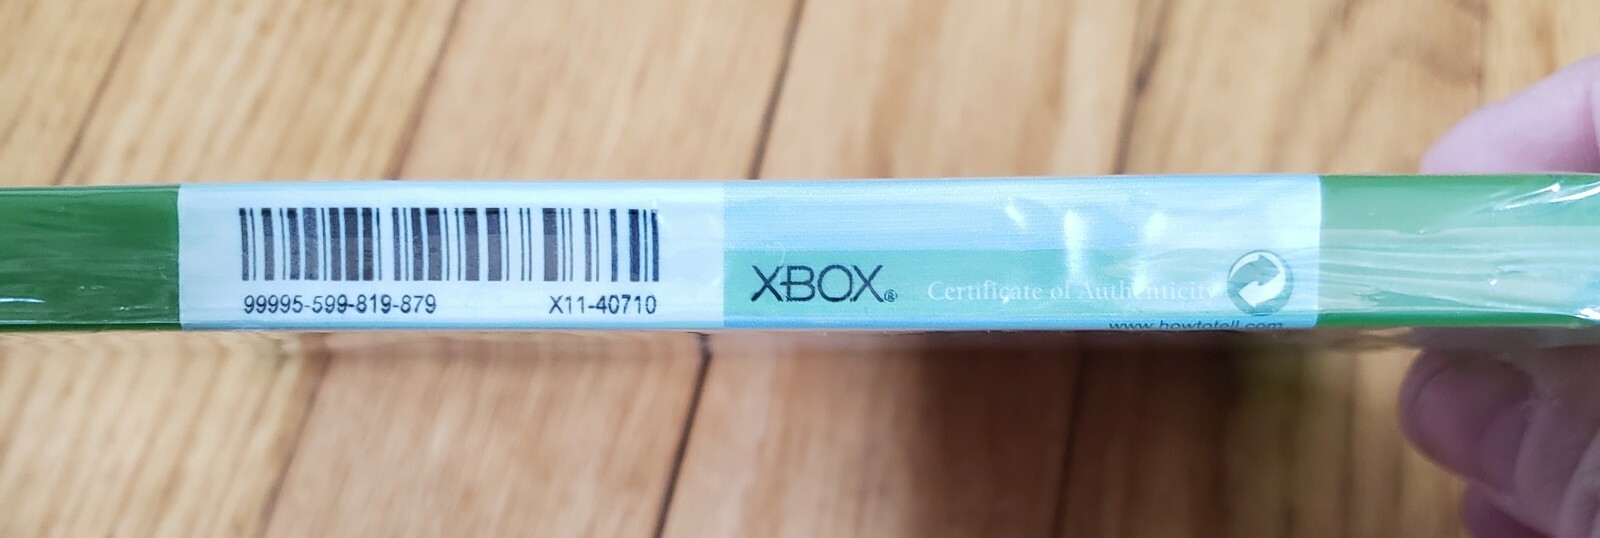 99995-599-819-879 X11-40710
XBOX®
Certificate of Authenticity
www.howtotell.com